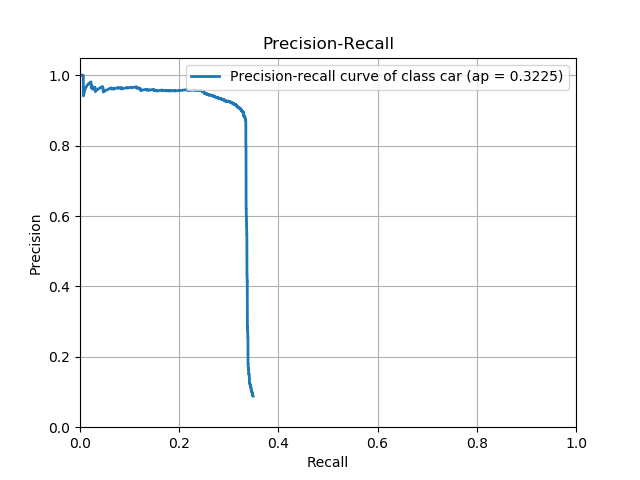 Precision-Recall
Precision-recall curve of class car (ap = 0.3225)
1.0
0.8
0.6
0.4
0.2
0.0
Precision
0.0 0.2 0.4 0.6 0.8 1.0
Recall